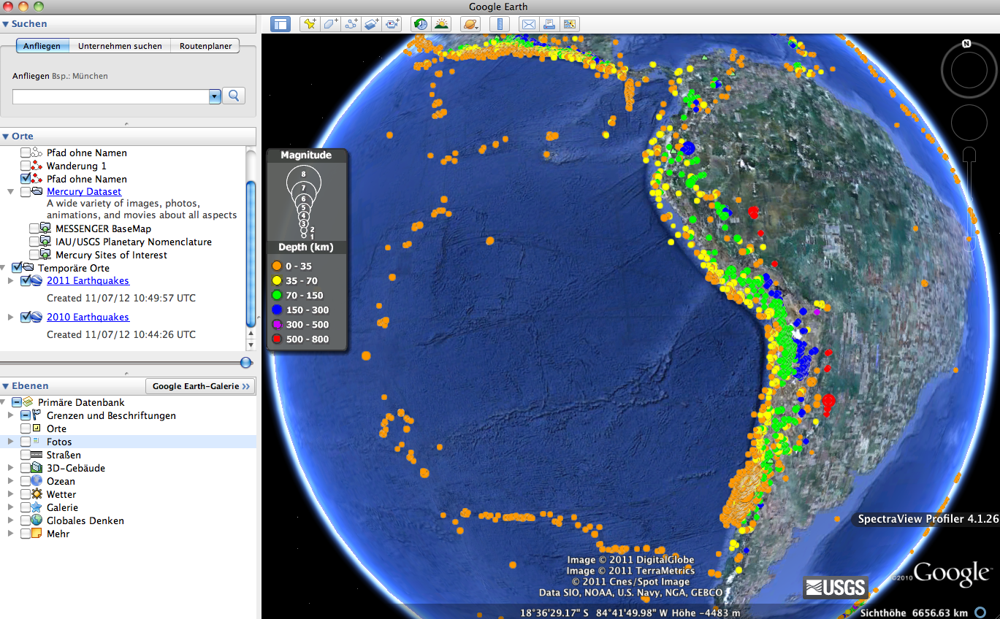 Google Earth
Suchen
Anfliegen
Unternehmen suchen
Routenplaner
Anfliegen Bsp.: München
Orte
Pfad ohne Namen
Wanderung 1
Pfad ohne Namen
Mercury Dataset
A wide variety of images, photos,
animations, and movies about all aspects
MESSENGER BaseMap
IAU/USGS Planetary Nomenclature
Mercury Sites of Interest
Temporäre Orte
2011 Earthquakes
Created 11/07/12 10:49:57 UTC
2010 Earthquakes
Created 11/07/12 10:44:26 UTC
Ebenen
Google Earth-Galerie »
Primäre Datenbank
Grenzen und Beschriftungen
Orte
Fotos
Straßen
3D-Gebäude
Ozean
Wetter
Galerie
Globales Denken
Mehr
N
Magnitude
8
7
6
5
4
3
2
1
Depth (km)
0 - 35
35 - 70
70 - 150
150 - 300
300 - 500
500 - 800
SpectraView Profiler 4.1.26
Image © 2011 DigitalGlobe
Image © 2011 TerraMetrics
© 2011 Cnes/Spot Image
Data SIO, NOAA, U.S. Navy, NGA, GEBCO
USGS
©2010 Google™
18°36'29.17" S 84°41'49.98" W Höhe -4483 m
Sichthöhe 6656.63 km